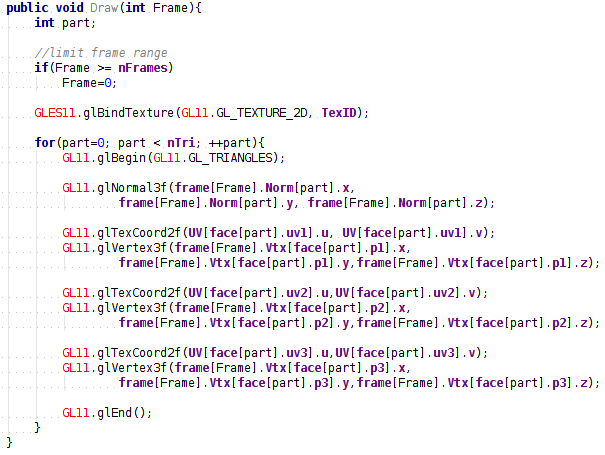 public void Draw(int Frame){
int part;
//limit frame range
if(Frame >= nFrames)
Frame=0;
GLES11.glBindTexture(GL11.GL_TEXTURE_2D, TexID);
for(part=0; part < nTri; ++part){
GL11.glBegin(GL11.GL_TRIANGLES);
GL11.glNormal3f(frame[Frame].Norm[part].x,
frame[Frame].Norm[part].y, frame[Frame].Norm[part].z);
GL11.glTexCoord2f(UV[face[part].uv1].u, UV[face[part].uv1].v);
GL11.glVertex3f(frame[Frame].Vtx[face[part].p1].x,
frame[Frame].Vtx[face[part].p1].y,frame[Frame].Vtx[face[part].p1].z);
GL11.glTexCoord2f(UV[face[part].uv2].u,UV[face[part].uv2].v);
GL11.glVertex3f(frame[Frame].Vtx[face[part].p2].x,
frame[Frame].Vtx[face[part].p2].y,frame[Frame].Vtx[face[part].p2].z);
GL11.glTexCoord2f(UV[face[part].uv3].u,UV[face[part].uv3].v);
GL11.glVertex3f(frame[Frame].Vtx[face[part].p3].x,
frame[Frame].Vtx[face[part].p3].y,frame[Frame].Vtx[face[part].p3].z);
GL11.glEnd();
}
}